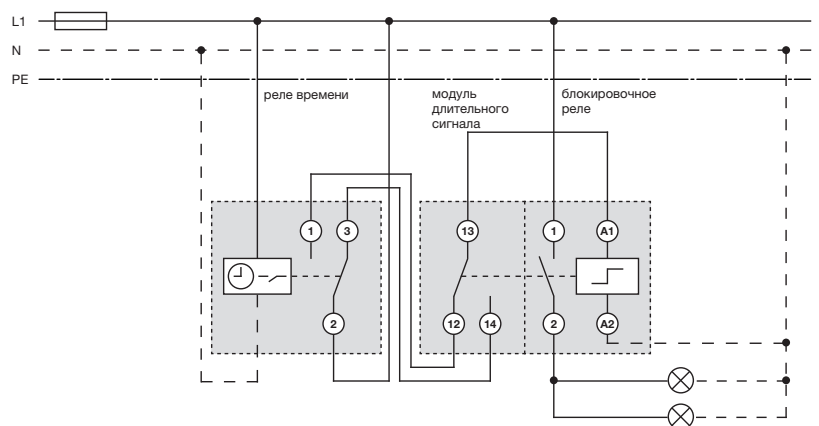 L1
N
PE
реле времени
модуль
длительного
сигнала
блокировочное
реле
1
3
13
1
A1
2
12
14
2
A2